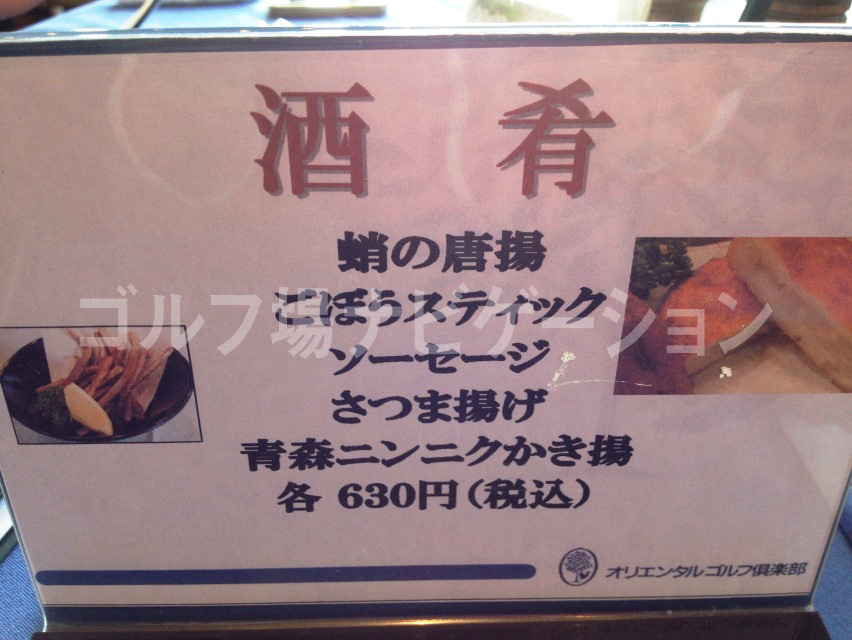 酒 肴
蛸の唐揚
ごぼうスティック
ゴルフ場ナビゲーション
ソーセージ
さつま揚げ
青森ニンニクかき揚
各 630円(税込)
オリエンタルゴルフ倶楽部